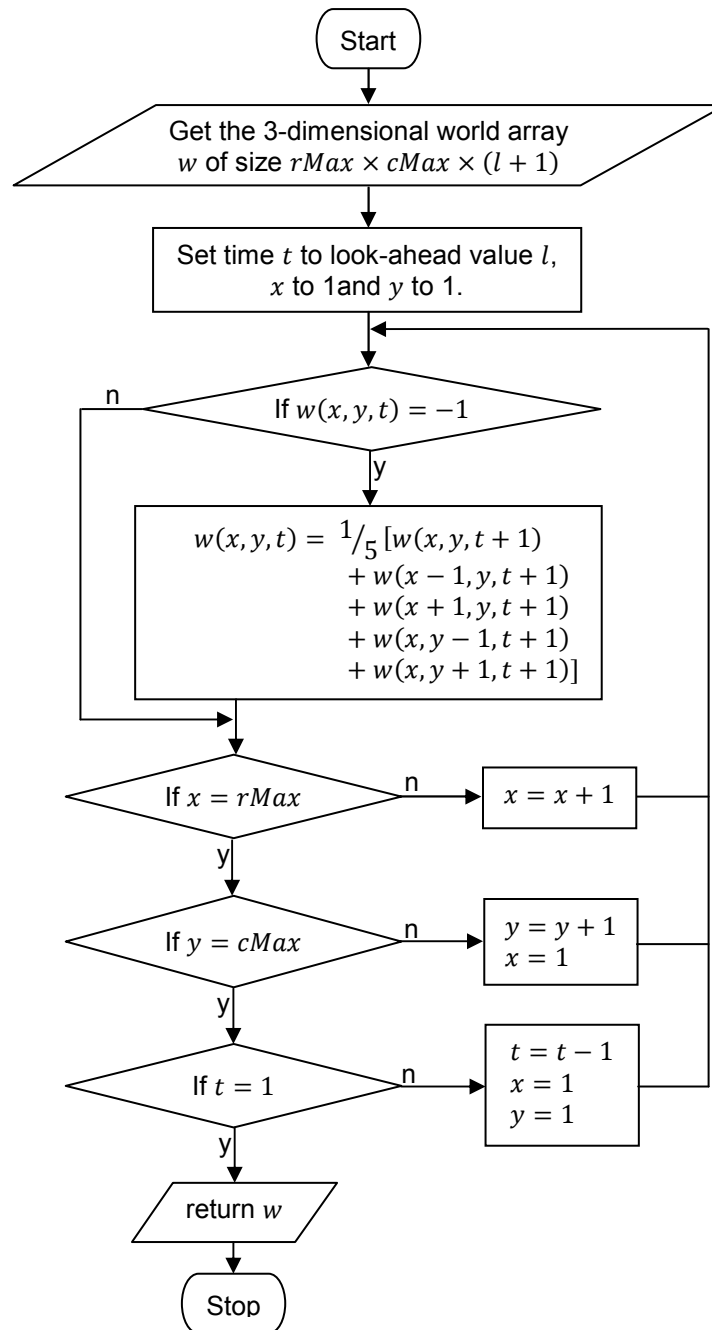 Start
Get the 3-dimensional world array
w of size rMax × cMax × (l + 1)
Set time t to look-ahead value l,
x to 1and y to 1.
n
If w(x, y, t) = −1
y
w(x, y, t) = 1/5 [w(x, y, t + 1)
+ w(x − 1, y, t + 1)
+ w(x + 1, y, t + 1)
+ w(x, y − 1, t + 1)
+ w(x, y + 1, t + 1)]
If x = rMax
n
x = x + 1
y
If y = cMax
n
y = y + 1
x = 1
y
If t = 1
n
t = t − 1
x = 1
y = 1
y
return w
Stop